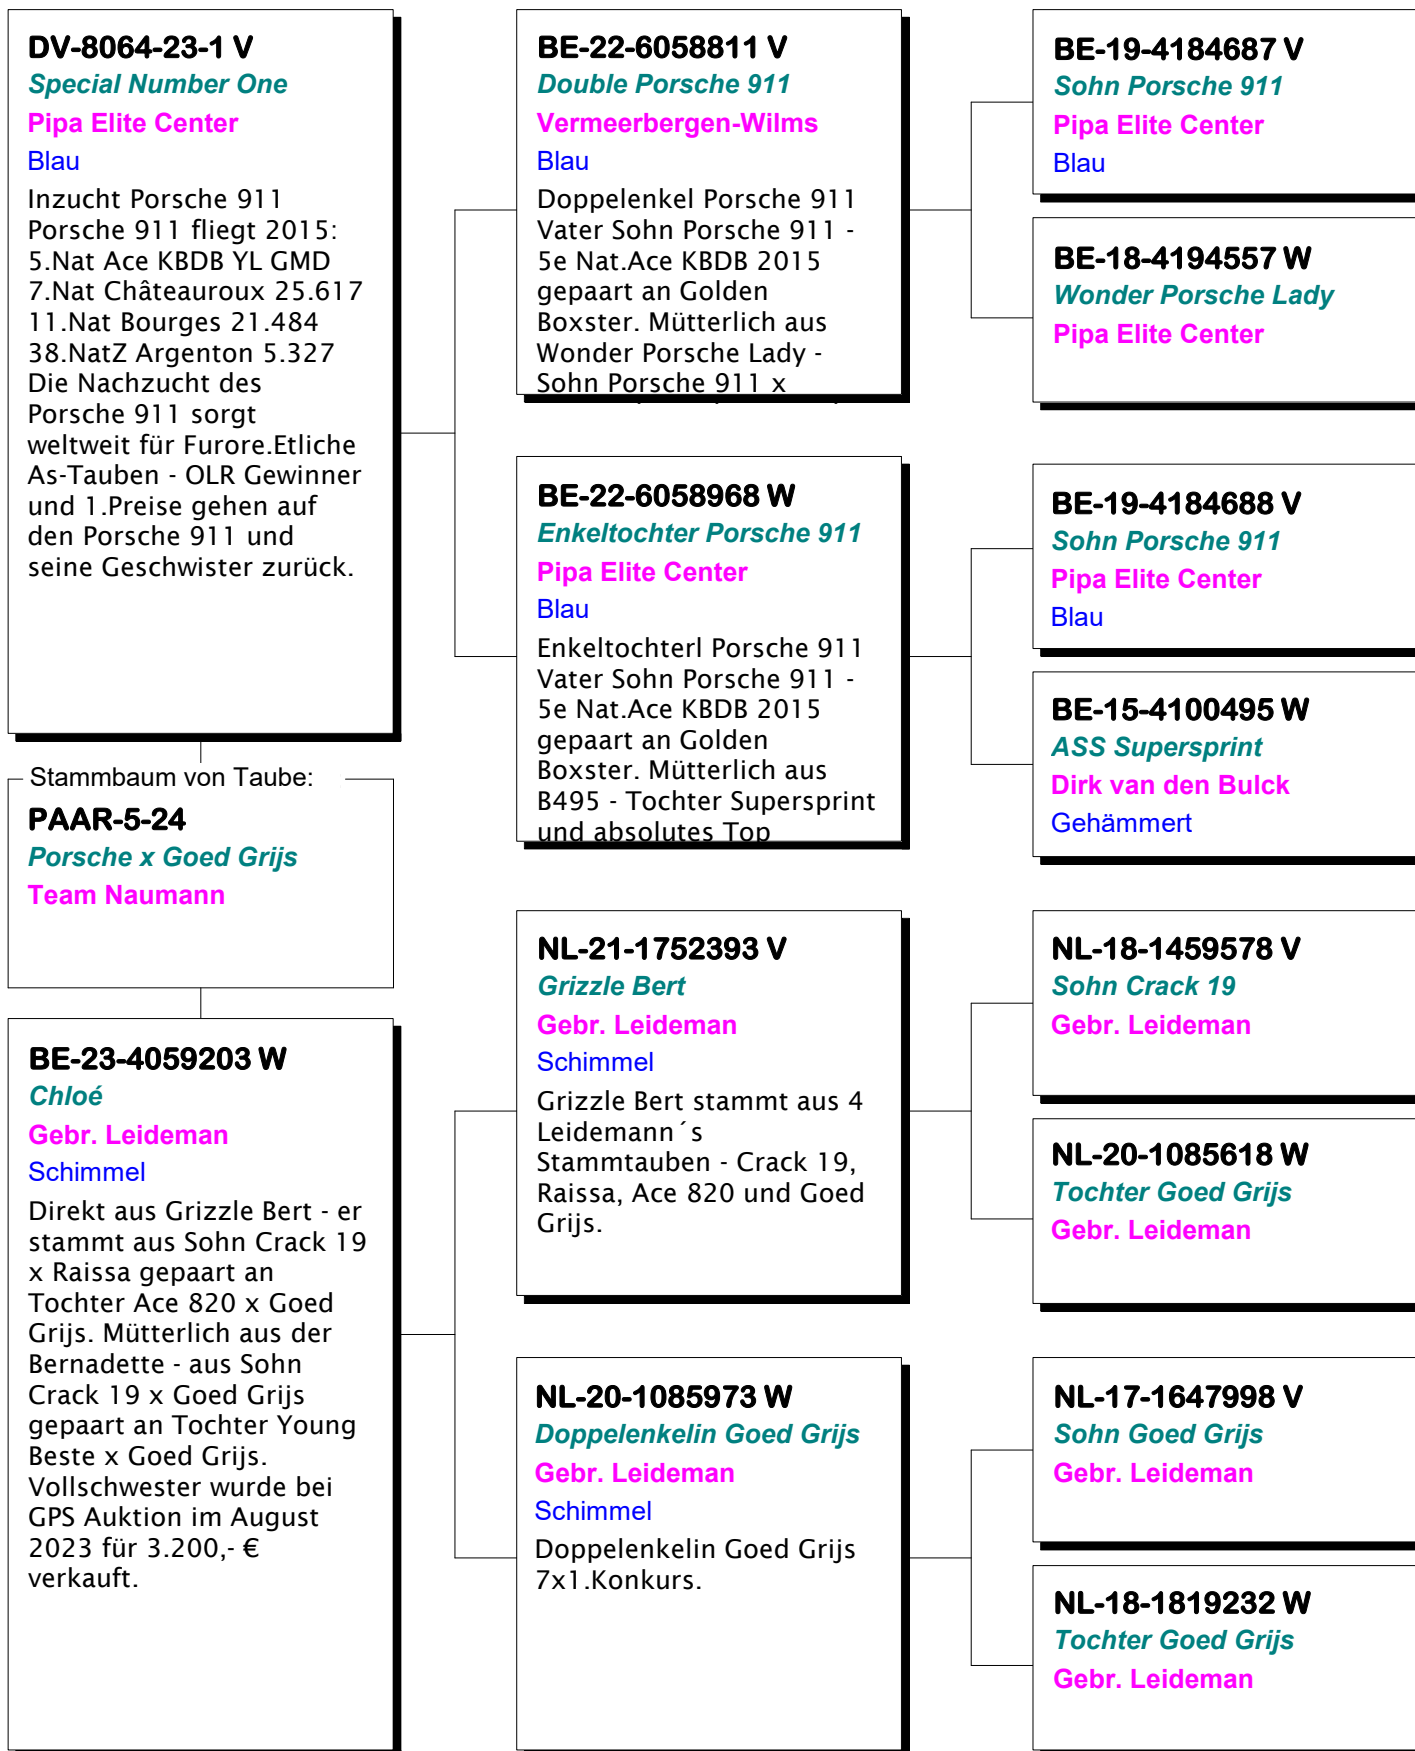 DV-8064-23-1 V
Special Number One
Pipa Elite Center
Blau
Inzucht Porsche 911
Porsche 911 fliegt 2015:
5.Nat Ace KBDB YL GMD
7.Nat Châteauroux 25.617
11.Nat Bourges 21.484
38.NatZ Argenton 5.327
Die Nachzucht des
Porsche 911 sorgt
weltweit für Furore.Etliche
As-Tauben - OLR Gewinner
und 1.Preise gehen auf
den Porsche 911 und
seine Geschwister zurück.
Stammbaum von Taube:
PAAR-5-24
Porsche x Goed Grijs
Team Naumann
BE-23-4059203 W
Chloé
Gebr. Leideman
Schimmel
Direkt aus Grizzle Bert - er
stammt aus Sohn Crack 19
x Raissa gepaart an
Tochter Ace 820 x Goed
Grijs. Mütterlich aus der
Bernadette - aus Sohn
Crack 19 x Goed Grijs
gepaart an Tochter Young
Beste x Goed Grijs.
Vollschwester wurde bei
GPS Auktion im August
2023 für 3.200,- €
verkauft.
BE-22-6058811 V
Double Porsche 911
Vermeerbergen-Wilms
Blau
Doppelenkel Porsche 911
Vater Sohn Porsche 911 -
5e Nat.Ace KBDB 2015
gepaart an Golden
Boxster. Mütterlich aus
Wonder Porsche Lady -
Sohn Porsche 911 x
BE-22-6058968 W
Enkeltochter Porsche 911
Pipa Elite Center
Blau
Enkeltochterl Porsche 911
Vater Sohn Porsche 911 -
5e Nat.Ace KBDB 2015
gepaart an Golden
Boxster. Mütterlich aus
B495 - Tochter Supersprint
und absolutes Top
NL-21-1752393 V
Grizzle Bert
Gebr. Leideman
Schimmel
Grizzle Bert stammt aus 4
Leidemann´s
Stammtauben - Crack 19,
Raissa, Ace 820 und Goed
Grijs.
NL-20-1085973 W
Doppelenkelin Goed Grijs
Gebr. Leideman
Schimmel
Doppelenkelin Goed Grijs
7x1.Konkurs.
BE-19-4184687 V
Sohn Porsche 911
Pipa Elite Center
Blau
BE-18-4194557 W
Wonder Porsche Lady
Pipa Elite Center
BE-19-4184688 V
Sohn Porsche 911
Pipa Elite Center
Blau
BE-15-4100495 W
ASS Supersprint
Dirk van den Bulck
Gehämmert
NL-18-1459578 V
Sohn Crack 19
Gebr. Leideman
NL-20-1085618 W
Tochter Goed Grijs
Gebr. Leideman
NL-17-1647998 V
Sohn Goed Grijs
Gebr. Leideman
NL-18-1819232 W
Tochter Goed Grijs
Gebr. Leideman